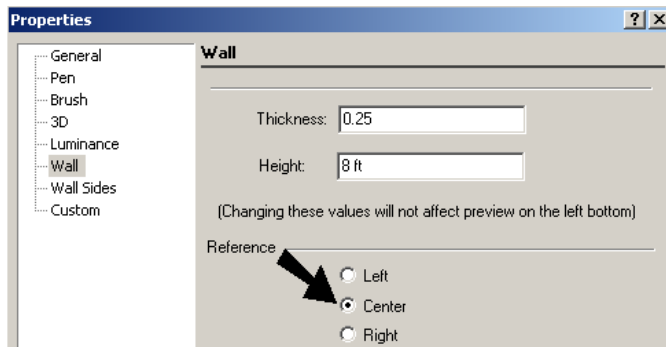 Properties
General
Pen
Brush
3D
Luminance
Wall
Wall Sides
Custom
Wall
Thickness: 0.25
Height: 8 ft
(Changing these values will not affect preview on the left bottom)
Reference
Left
Center
Right